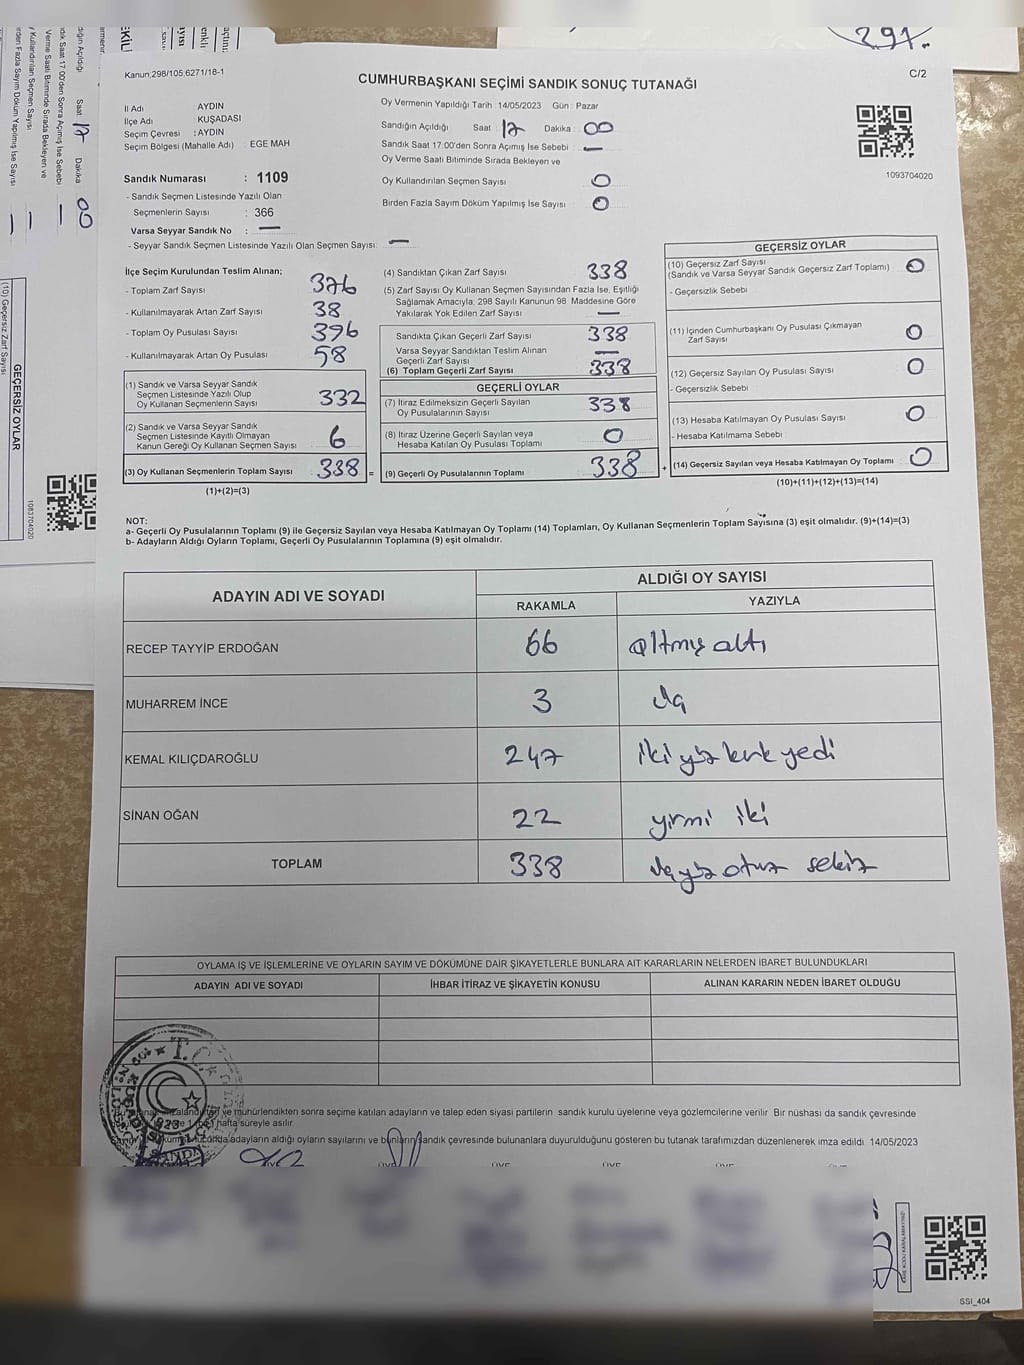 397.
Kanun:298/105;6271/18-1
C/2
CUMHURBAŞKANI SEÇİMİ SANDIK SONUÇ TUTANAĞI
İl Adı AYDIN
İlçe Adı KUŞADASI
Seçim Çevresi : AYDIN
Seçim Bölgesi (Mahalle Adı) EGE MAH
Oy Vermenin Yapıldığı Tarih : 14/05/2023 Gün : Pazar
Sandığın Açıldığı Saat : 17 Dakika : 00
Sandık Saat 17:00'den Sonra Açımış İse Sebebi : —
Oy Verme Saati Bitiminde Sırada Bekleyen ve
Oy Kullandırılan Seçmen Sayısı 0
Birden Fazla Sayım Döküm Yapılmış İse Sayısı : 0
1093704020
Sandık Numarası : 1109
- Sandık Seçmen Listesinde Yazılı Olan
Seçmenlerin Sayısı : 366
Varsa Seyyar Sandık No : —
- Seyyar Sandık Seçmen Listesinde Yazılı Olan Seçmen Sayısı: —
İlçe Seçim Kurulundan Teslim Alınan;
- Toplam Zarf Sayısı : 376
- Kullanılmayarak Artan Zarf Sayısı : 38
- Toplam Oy Pusulası Sayısı : 396
- Kullanılmayarak Artan Oy Pusulası : 58
(1) Sandık ve Varsa Seyyar Sandık
Seçmen Listesinde Yazılı Olup
Oy Kullanan Seçmenlerin Sayısı : 332
(2) Sandık ve Varsa Seyyar Sandık
Seçmen Listesinde Kayıtlı Olmayan
Kanun Gereği Oy Kullanan Seçmen Sayısı : 6
(3) Oy Kullanan Seçmenlerin Toplam Sayısı : 338 =
(1)+(2)=(3)
(4) Sandıktan Çıkan Zarf Sayısı : 338
(5) Zarf Sayısı Oy Kullanan Seçmen Sayısından Fazla İse, Eşitliği
Sağlamak Amacıyla; 298 Sayılı Kanunun 98. Maddesine Göre
Yakılarak Yok Edilen Zarf Sayısı : —
Sandıkta Çıkan Geçerli Zarf Sayısı : 338
Varsa Seyyar Sandıktan Teslim Alınan
Geçerli Zarf Sayısı : —
(6) Toplam Geçerli Zarf Sayısı : 338
GEÇERLİ OYLAR
(7) İtiraz Edilmeksizin Geçerli Sayılan
Oy Pusulalarının Sayısı : 338
(8) İtiraz Üzerine Geçerli Sayılan veya
Hesaba Katılan Oy Pusulası Toplamı : 0
(9) Geçerli Oy Pusulalarının Toplamı : 338 +
GEÇERSİZ OYLAR
(10) Geçersiz Zarf Sayısı
(Sandık ve Varsa Seyyar Sandık Geçersiz Zarf Toplamı) : 0
- Geçersizlik Sebebi :
(11) İçinden Cumhurbaşkanı Oy Pusulası Çıkmayan
Zarf Sayısı : 0
(12) Geçersiz Sayılan Oy Pusulası Sayısı : 0
- Geçersizlik Sebebi :
(13) Hesaba Katılmayan Oy Pusulası Sayısı : 0
- Hesaba Katılmama Sebebi :
(14) Geçersiz Sayılan veya Hesaba Katılmayan Oy Toplamı : 0
(10)+(11)+(12)+(13)=(14)
NOT:
a- Geçerli Oy Pusulalarının Toplamı (9) ile Geçersiz Sayılan veya Hesaba Katılmayan Oy Toplamı (14) Toplamları, Oy Kullanan Seçmenlerin Toplam Sayısına (3) eşit olmalıdır. (9)+(14)=(3)
b- Adayların Aldığı Oyların Toplamı, Geçerli Oy Pusulalarının Toplamına (9) eşit olmalıdır.
ADAYIN ADI VE SOYADI ALDIĞI OY SAYISI
RAKAMLA YAZIYLA
RECEP TAYYİP ERDOĞAN 66 altmış altı
MUHARREM İNCE 3 üç
KEMAL KILIÇDAROĞLU 247 iki yüz kırk yedi
SİNAN OĞAN 22 yirmi iki
TOPLAM 338 üç yüz otuz sekiz
OYLAMA İŞ VE İŞLEMLERİNE VE OYLARIN SAYIM VE DÖKÜMÜNE DAİR ŞİKAYETLERLE BUNLARA AİT KARARLARIN NELERDEN İBARET BULUNDUKLARI
ADAYIN ADI VE SOYADI İHBAR İTİRAZ VE ŞİKAYETİN KONUSU ALINAN KARARIN NEDEN İBARET OLDUĞU
ve mühürlendikten sonra seçime katılan adayların ve talep eden siyasi partilerin sandık kurulu üyelerine veya gözlemcilerine verilir. Bir nüshası da sandık çevresinde
hafta süreyle asılır.
adayların aldığı oyların sayılarını ve bunların sandık çevresinde bulunanlara duyurulduğunu gösteren bu tutanak tarafımızdan düzenlenerek imza edildi. 14/05/2023
T.C.
SSİ_404
GEÇERSİZ OYLAR
(10) Geçersiz Zarf Sayısı
1083704020